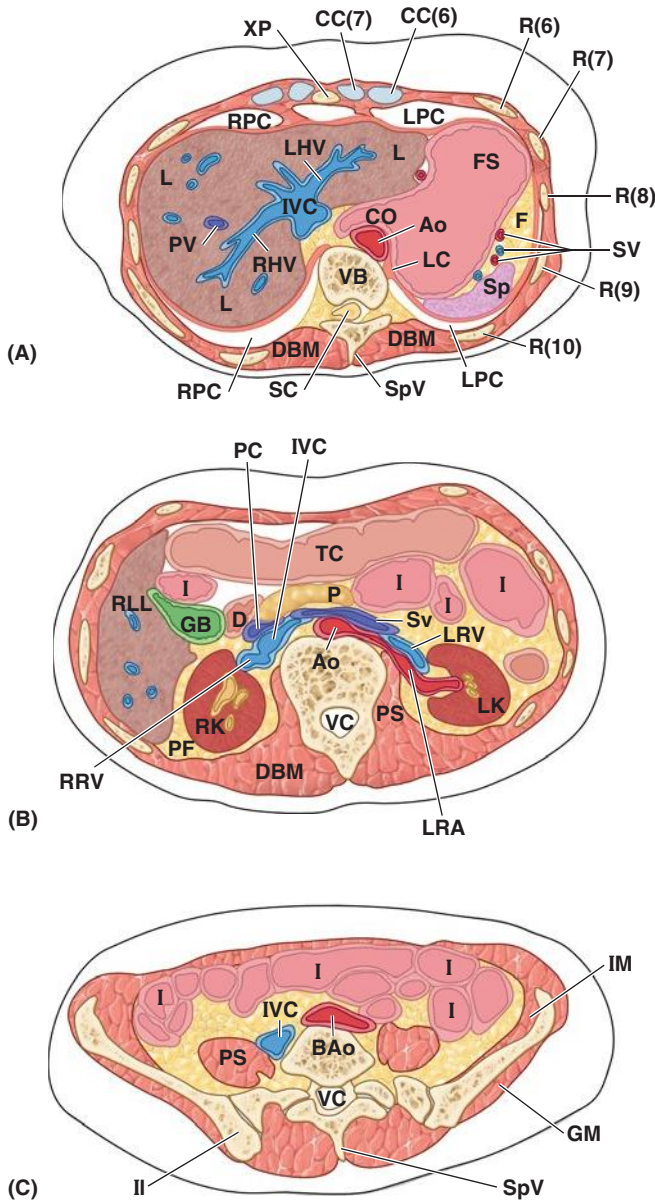 XP CC(7) CC(6) R(6)
R(7)
RPC LPC
LHV L FS
L R(8)
IVC CO Ao F
PV SV
RHV LC
VB Sp R(9)
L
DBM DBM R(10)
(A)
RPC SC SpV LPC
PC IVC
TC
I I I
RLL P
GB D Sv I
Ao LRV
RK VC PS LK
PF
DBM
RRV
(B)
LRA
I I
I IM
IVC I
PS BAo
VC
GM
(C) II SpV